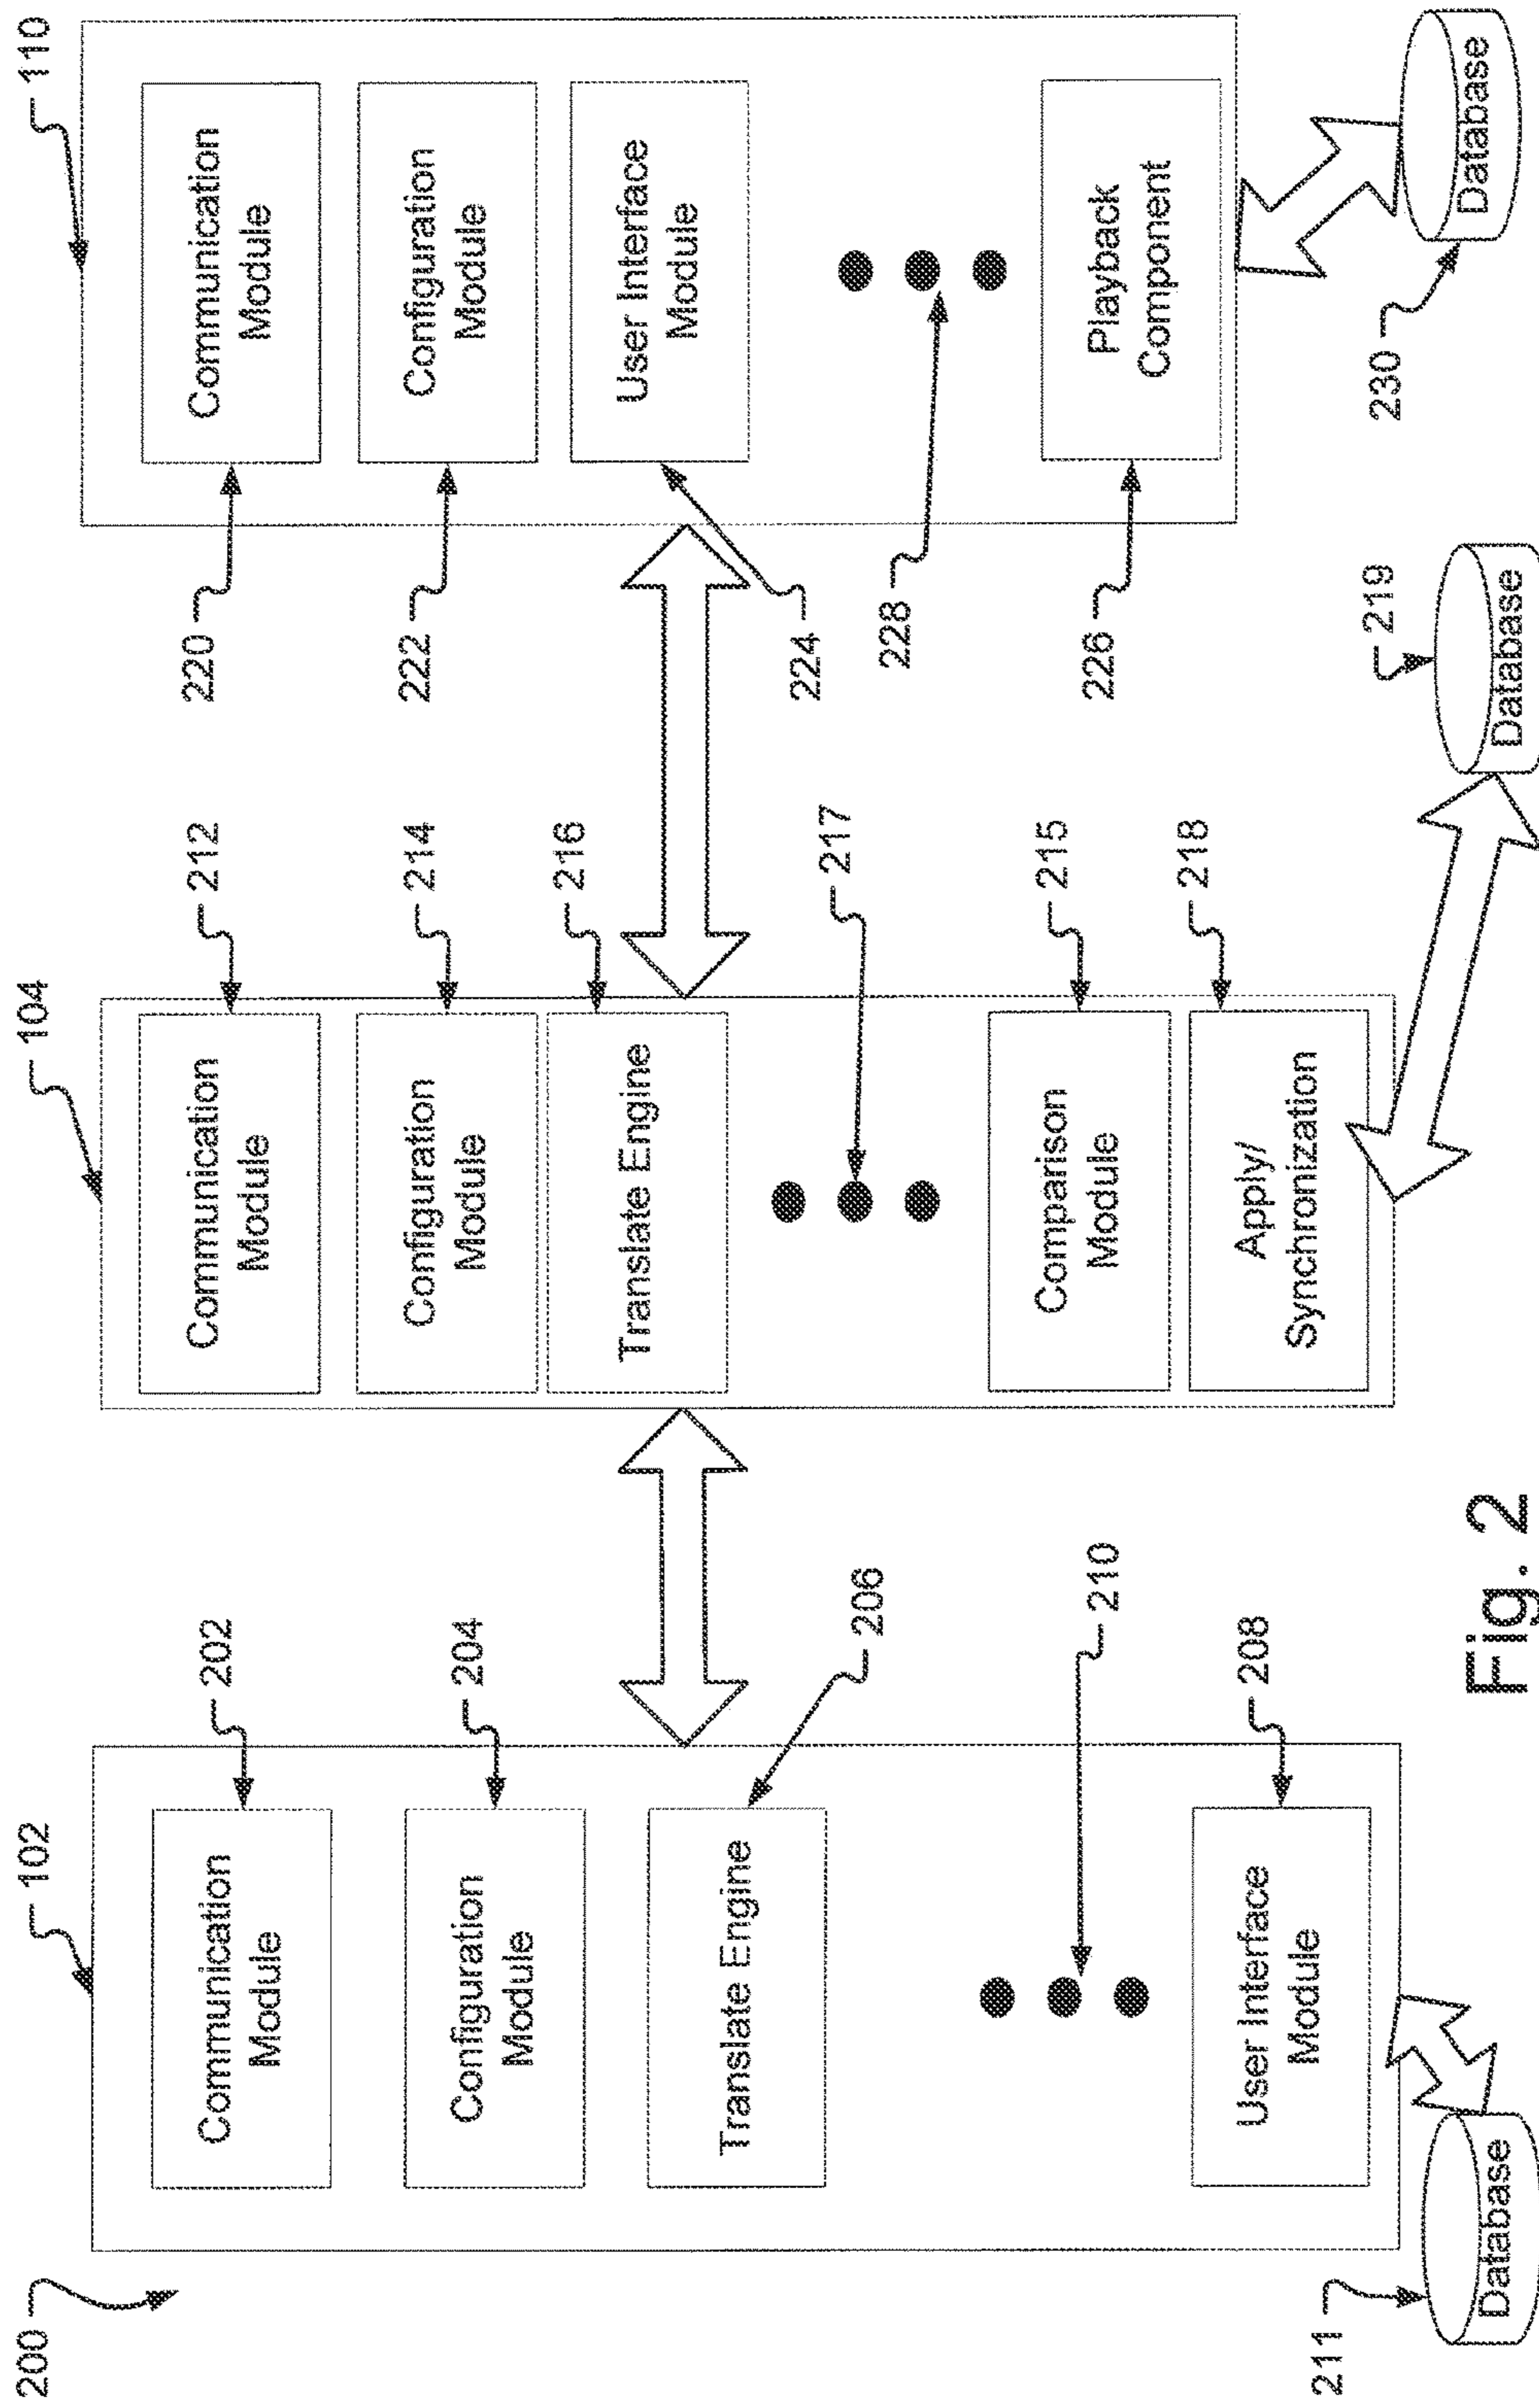 200
102
Communication
Module
202
Configuration
Module
204
Translate Engine
206
210
User Interface
Module
208
211
Database
104
Communication
Module
212
Configuration
Module
214
Translate Engine
216
217
Comparison
Module
215
Apply/
Synchronization
218
Database
219
110
Communication
Module
220
Configuration
Module
222
User Interface
Module
224
228
Playback
Component
226
Database
230
Fig. 2